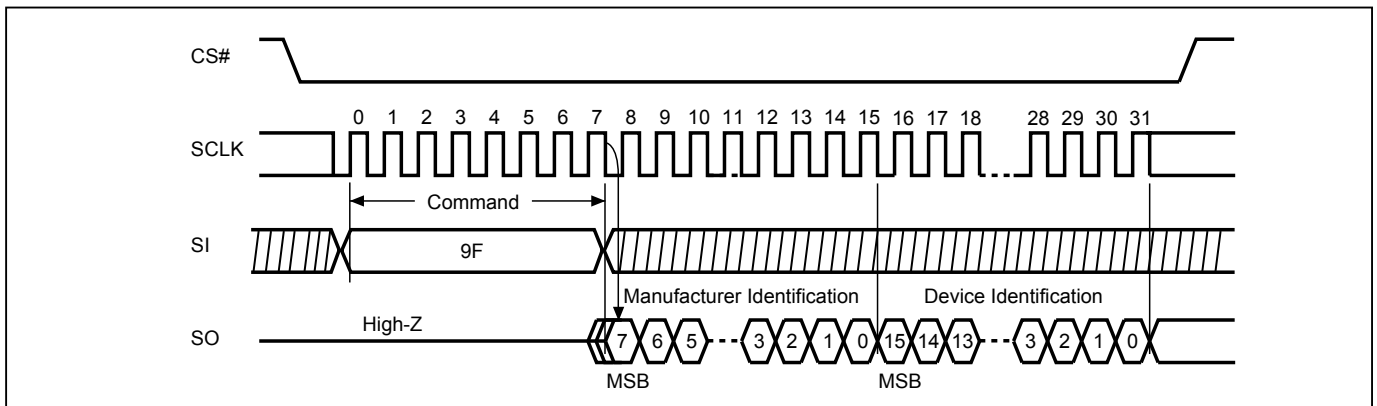 CS#
0 1 2 3 4 5 6 7 8 9 10 11 12 13 14 15 16 17 18 28 29 30 31
SCLK
Command
SI
9F
Manufacturer Identification Device Identification
High-Z
SO
7 6 5 3 2 1 0 15 14 13 3 2 1 0
MSB MSB